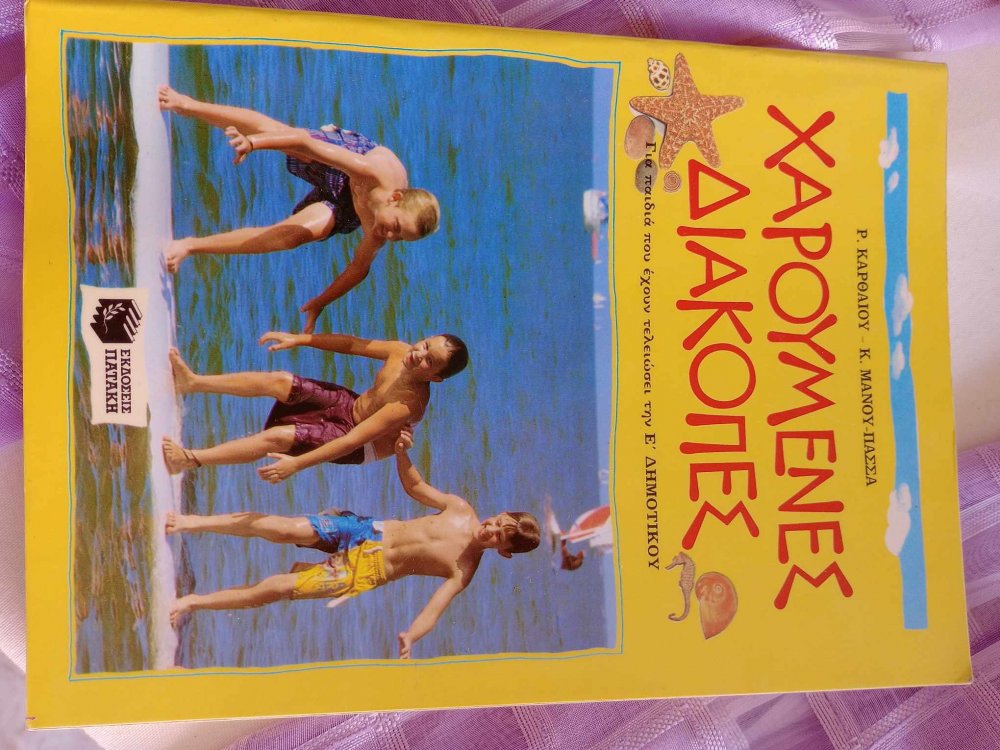 Ρ. ΚΑΡΘΑΙΟΥ – Κ. ΜΑΝΟΥ-ΠΑΣΣΑ
ΧΑΡΟΥΜΕΝΕΣ
ΔΙΑΚΟΠΕΣ
Για παιδιά που έχουν τελειώσει την Ε΄ ΔΗΜΟΤΙΚΟΥ
ΕΚΔΟΣΕΙΣ
ΠΑΤΑΚΗ